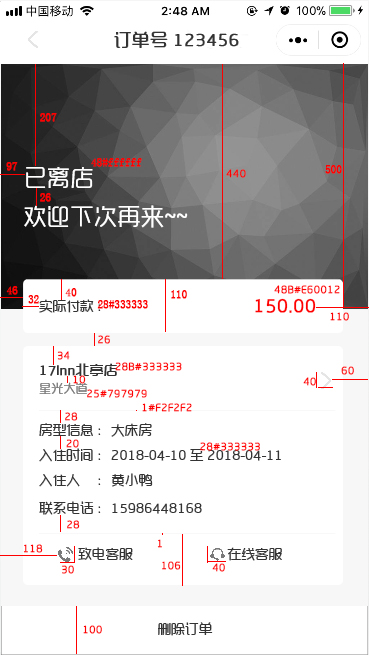 中国移动 2:48 AM 100%
订单号 123456
207
48B#ffffff
97
440
500
已离店
28
欢迎下次再来~~
46
40
110
48B#E60012
32
实际付款： 28#333333
150.00
110
26
34
28B#333333
17Inn北亭店
60
10
40
星光大道 25#797979
1#F2F2F2
28
房型信息： 大床房
20
28#333333
入住时间： 2018-04-10 至 2018-04-11
入住人 ： 黄小鸭
联系电话： 15986448168
28
1
118
致电客服 在线客服
30
106
40
100
删除订单